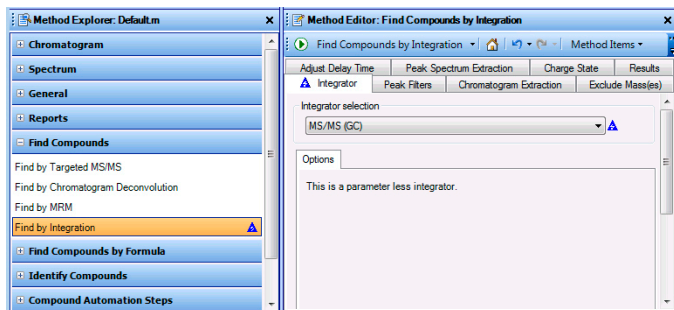 Method Explorer: Default.m
Chromatogram
Spectrum
General
Reports
Find Compounds
Find by Targeted MS/MS
Find by Chromatogram Deconvolution
Find by MRM
Find by Integration
Find Compounds by Formula
Identify Compounds
Compound Automation Steps
Method Editor: Find Compounds by Integration
Find Compounds by Integration Method Items
Adjust Delay Time Peak Spectrum Extraction Charge State Results
Integrator Peak Filters Chromatogram Extraction Exclude Mass(es)
Integrator selection
MS/MS (GC)
Options
This is a parameter less integrator.